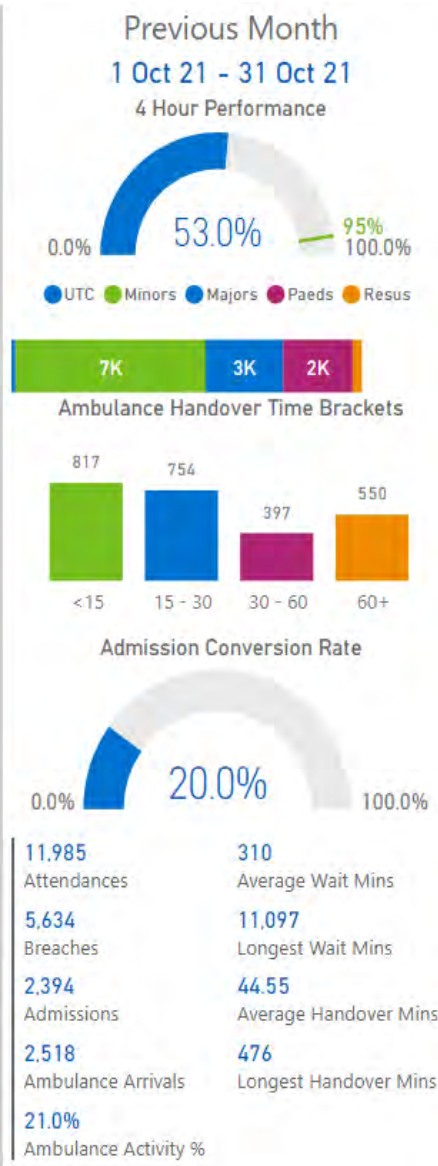 Previous Month
1 Oct 21 - 31 Oct 21
4 Hour Performance
95%
0.0% 53.0% 100.0%
UTC Minors Majors Paeds Resus
7K 3K 2K
Ambulance Handover Time Brackets
817 754 397 550
<15 15 - 30 30 - 60 60+
Admission Conversion Rate
0.0% 20.0% 100.0%
11,985 310
Attendances Average Wait Mins
5,634 11,097
Breaches Longest Wait Mins
2,394 44.55
Admissions Average Handover Mins
2,518 476
Ambulance Arrivals Longest Handover Mins
21.0%
Ambulance Activity %